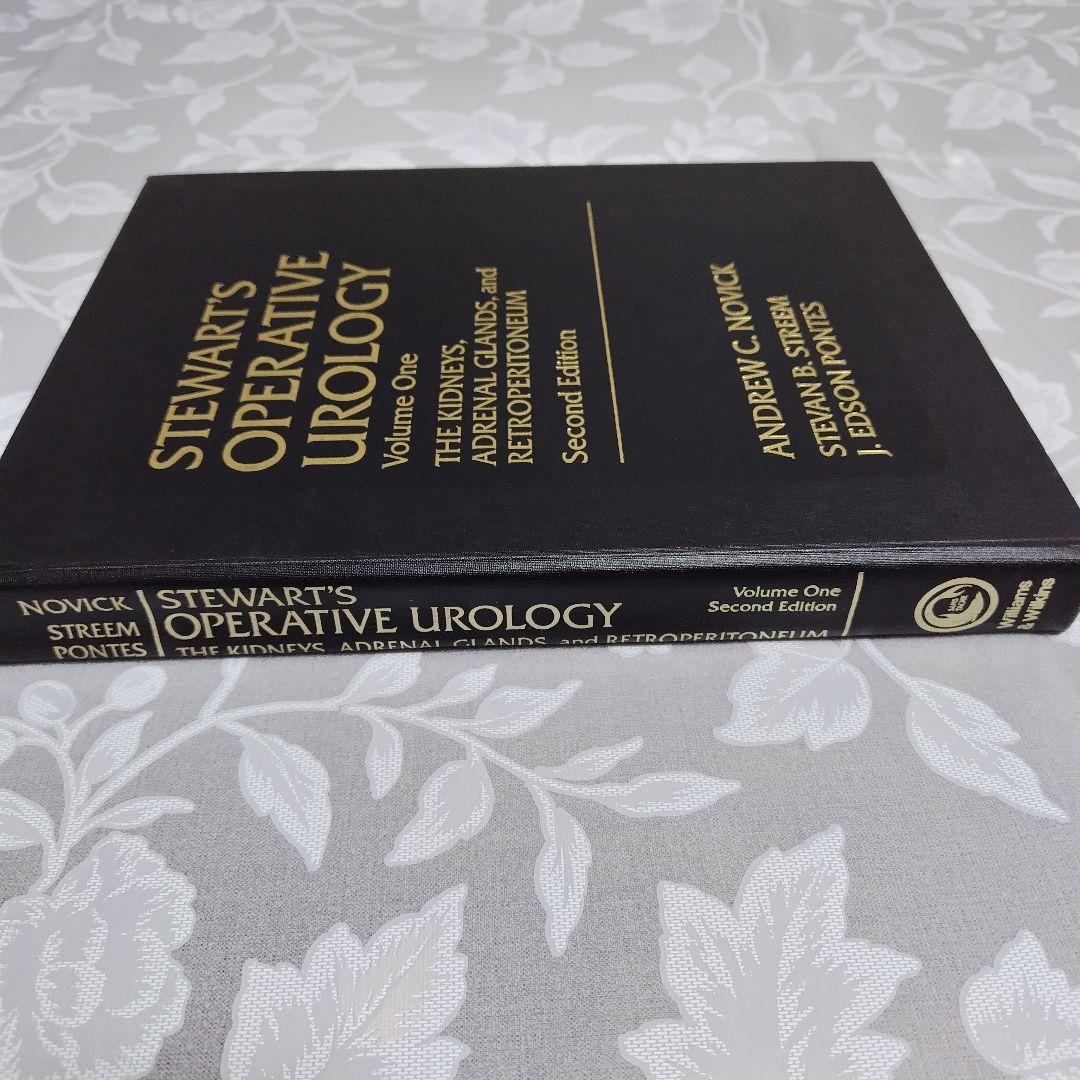 STEWART'S
OPERATIVE
UROLOGY
Volume One
THE KIDNEYS,
ADRENAL GLANDS, and
RETROPERITONEUM
Second Edition
ANDREW C. NOVICK
STEVAN B. STREEM
J. EDSON PONTES
NOVICK
STREEM
PONTES
STEWART'S
OPERATIVE UROLOGY
THE KIDNEYS, ADRENAL GLANDS, and RETROPERITONEUM
Volume One
Second Edition
Williams
& Wilkins